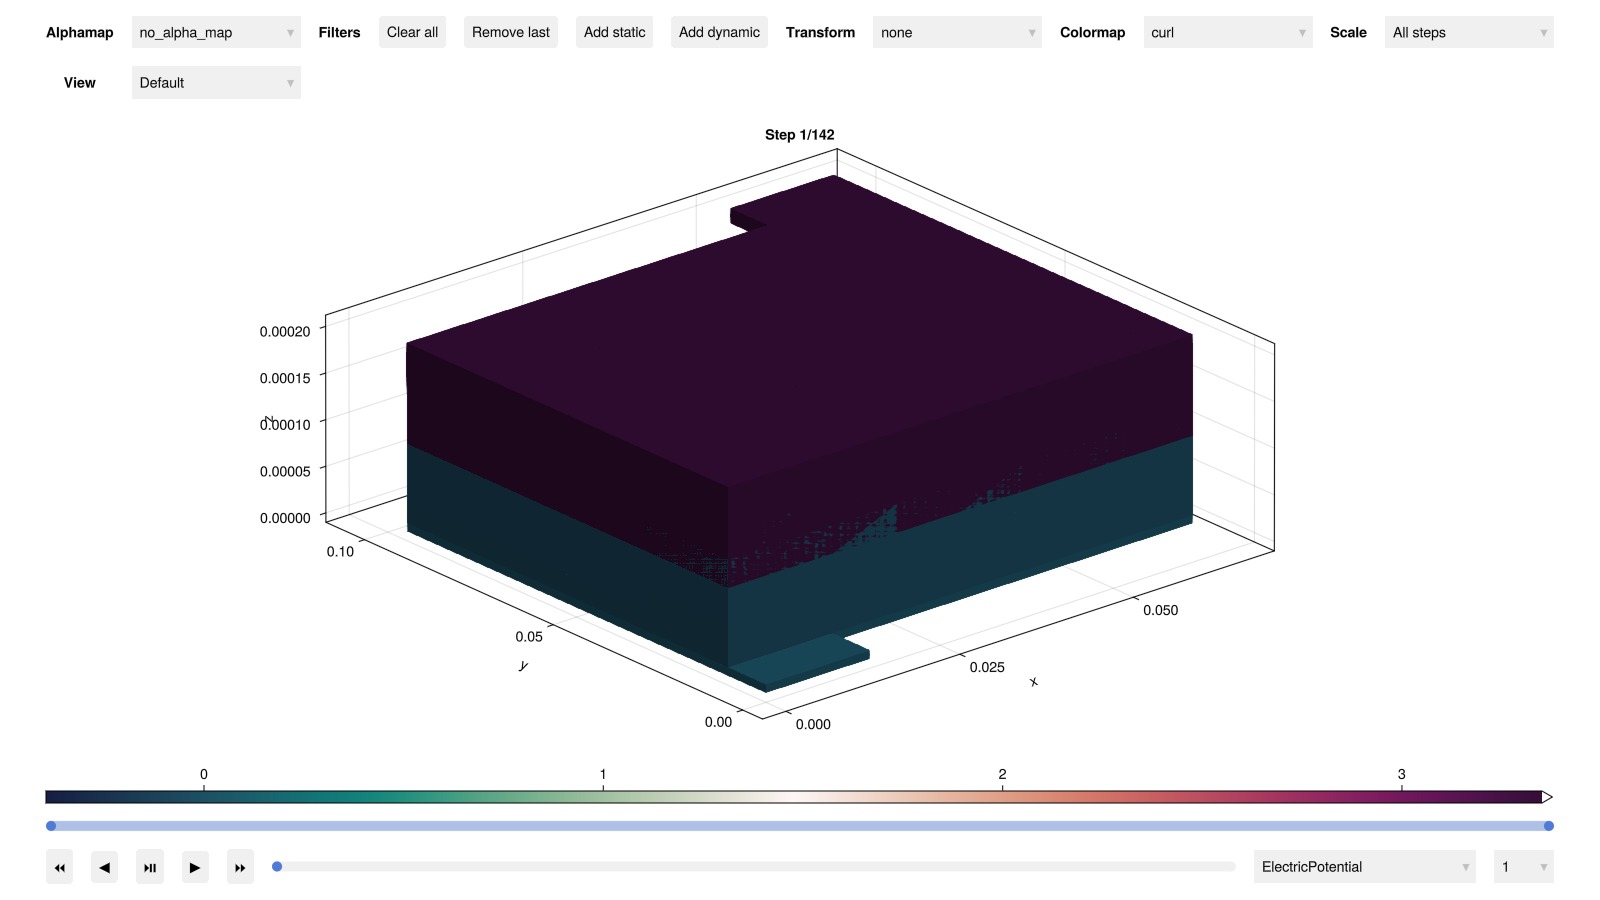 Alphamap no_alpha_map Filters Clear all Remove last Add static Add dynamic Transform none Colormap curl Scale All steps
View Default
Step 1/142
0.00020
0.00015
z
0.00010
0.00005
0.00000
0.10
0.05
y
0.00
0.000
0.025
x
0.050
0 1 2 3
ElectricPotential 1